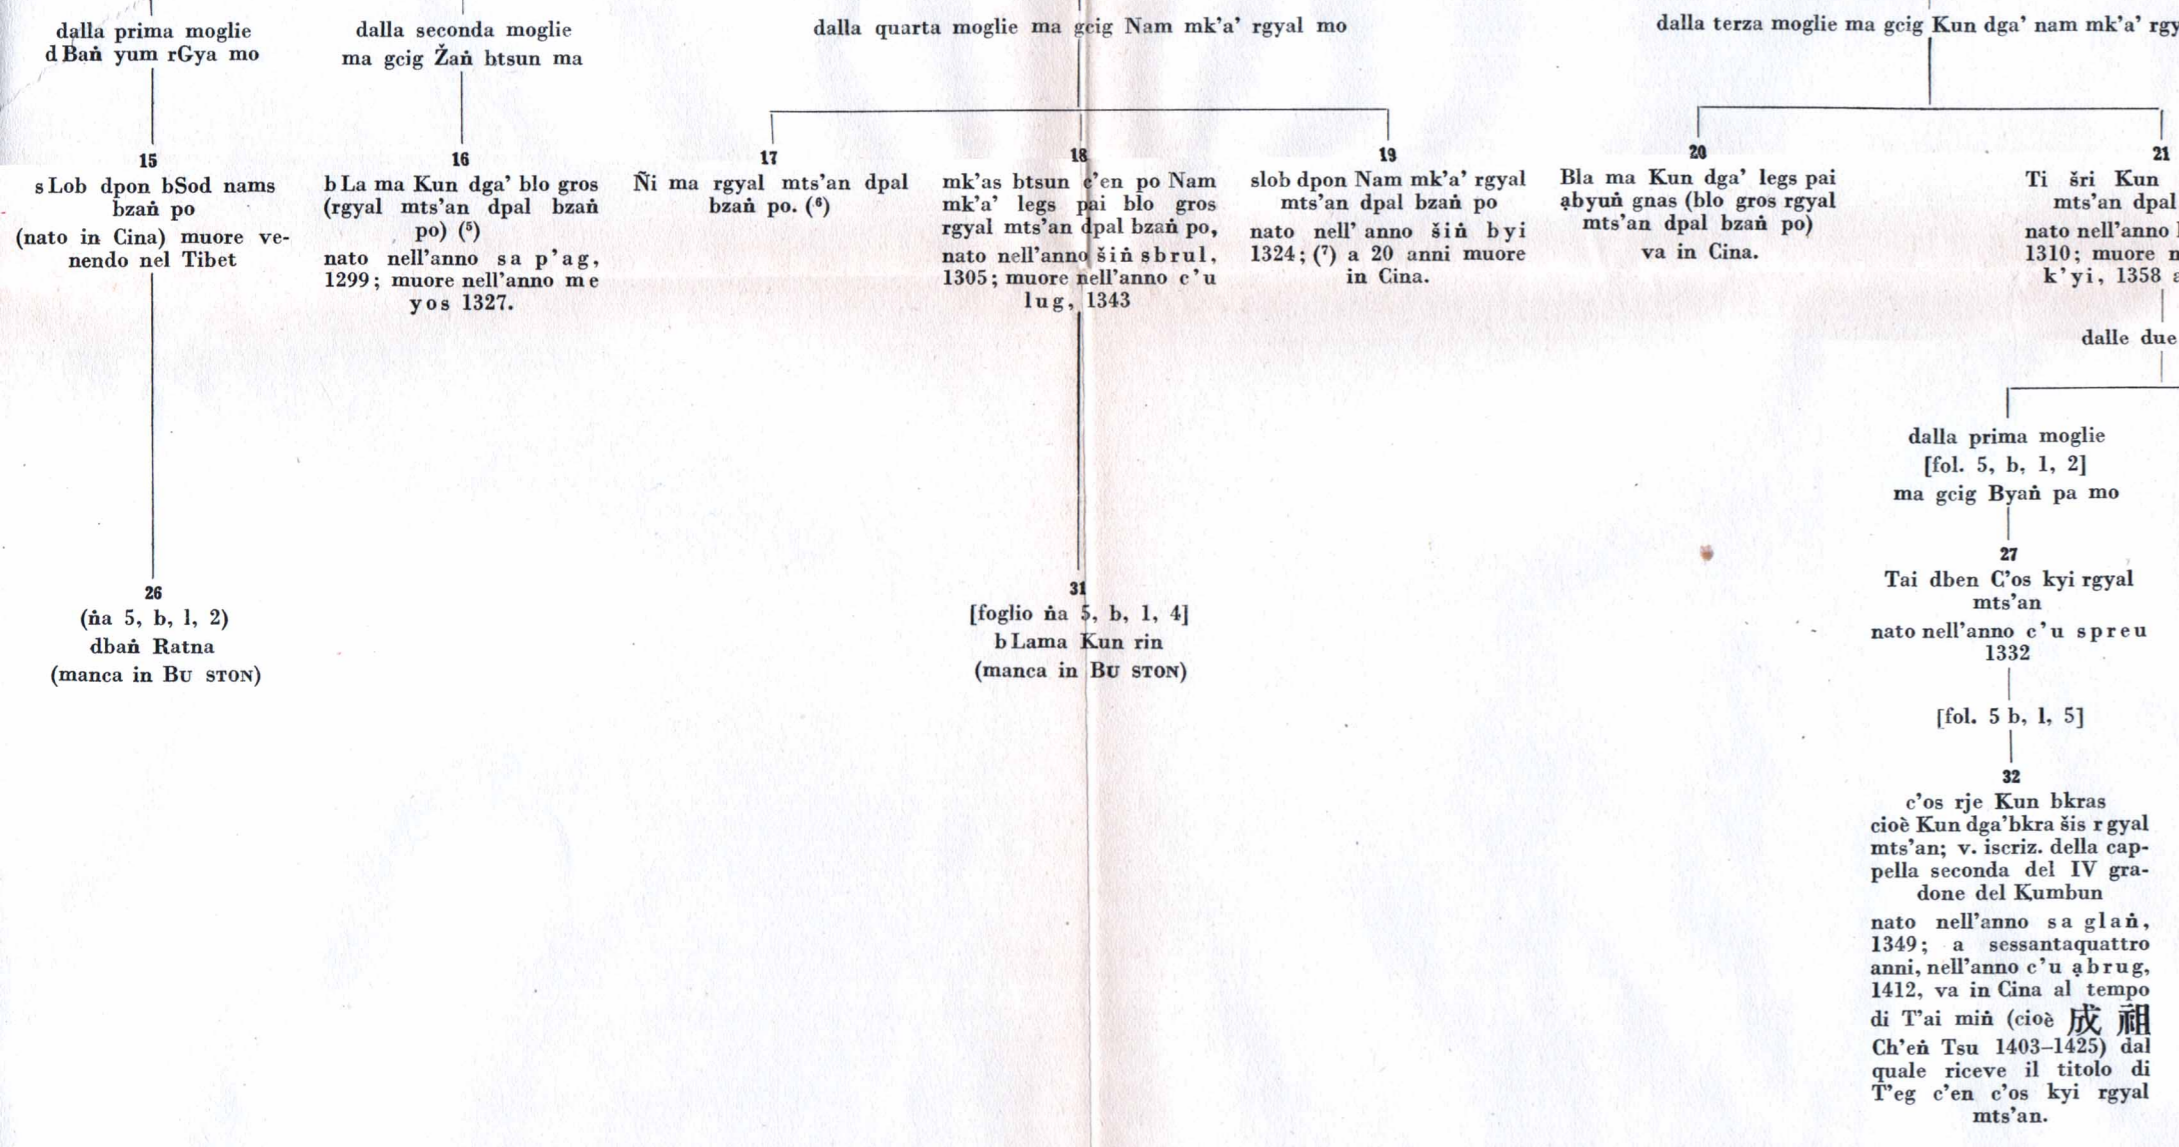 dalla prima moglie
dBaṅ yum rGya mo
15
sLob dpon bSod nams
bzaṅ po
(nato in Cina) muore ve-
nendo nel Tibet
26
(ṅa 5, b, l, 2)
dbaṅ Ratna
(manca in BU STON)
dalla seconda moglie
ma gcig Žaṅ btsun ma
16
bLa ma Kun dga’ blo gros
(rgyal mts’an dpal bzaṅ
po) (⁵)
nato nell’anno sa p’ag,
1299; muore nell’anno me
yos 1327.
dalla quarta moglie ma gcig Nam mk’a’ rgyal mo
17
Ñi ma rgyal mts’an dpal
bzaṅ po. (⁶)
18
mk’as btsun c’en po Nam
mk’a’ legs pai blo gros
rgyal mts’an dpal bzaṅ po,
nato nell’anno šiṅ sbrul,
1305; muore nell’anno c’u
lug, 1343
31
[foglio ṅa 5, b, l, 4]
bLama Kun rin
(manca in BU STON)
19
slob dpon Nam mk’a’ rgyal
mts’an dpal bzaṅ po
nato nell’ anno šiṅ byi
1324; (⁷) a 20 anni muore
in Cina.
dalla terza moglie ma gcig Kun dga’ nam mk’a’ rgy
20
Bla ma Kun dga’ legs pai
ạbyuṅ gnas (blo gros rgyal
mts’an dpal bzaṅ po)
va in Cina.
21
Ti šri Kun
mts’an dpal
nato nell’anno
1310; muore
k’yi, 1358
dalle due
dalla prima moglie
[fol. 5, b, l, 2]
ma gcig Byaṅ pa mo
27
Tai dben C’os kyi rgyal
mts’an
nato nell’anno c’u spreu
1332
[fol. 5 b, l, 5]
32
c’os rje Kun bkras
cioè Kun dga’bkra šis rgyal
mts’an; v. iscriz. della cap-
pella seconda del IV gra-
done del Kumbun
nato nell’anno sa glaṅ,
1349; a sessantaquattro
anni, nell’anno c’u ạbrug,
1412, va in Cina al tempo
di T’ai miṅ (cioè 成祖
Ch’eṅ Tsu 1403–1425) dal
quale riceve il titolo di
T’eg c’en c’os kyi rgyal
mts’an.